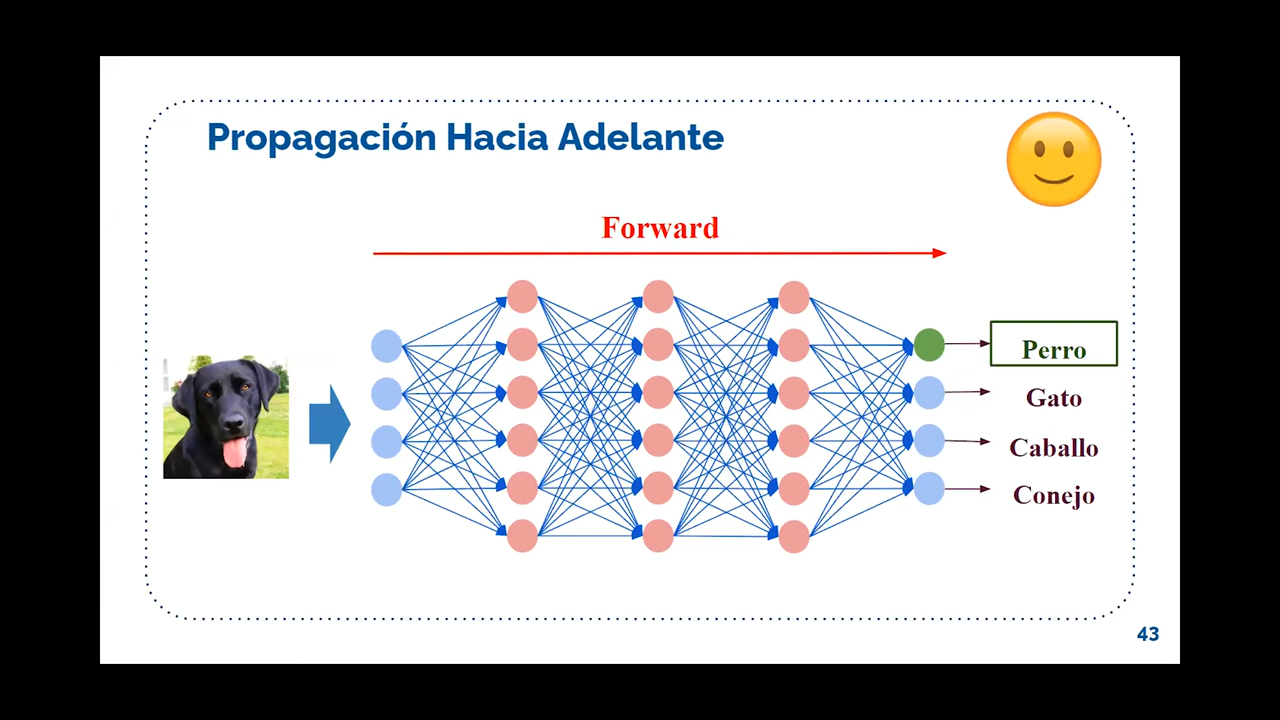 Propagación Hacia Adelante
Forward
Perro
Gato
Caballo
Conejo
43